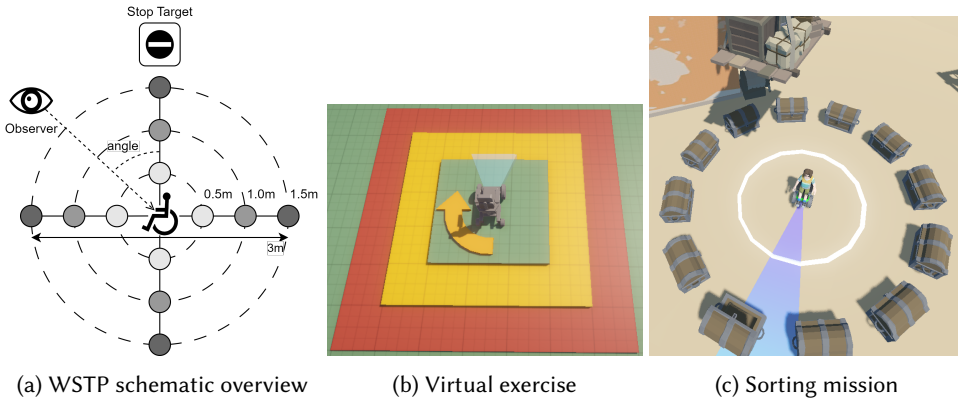 Stop Target
Observer
angle
0.5m
1.0m
1.5m
3m
(a) WSTP schematic overview
(b) Virtual exercise
(c) Sorting mission